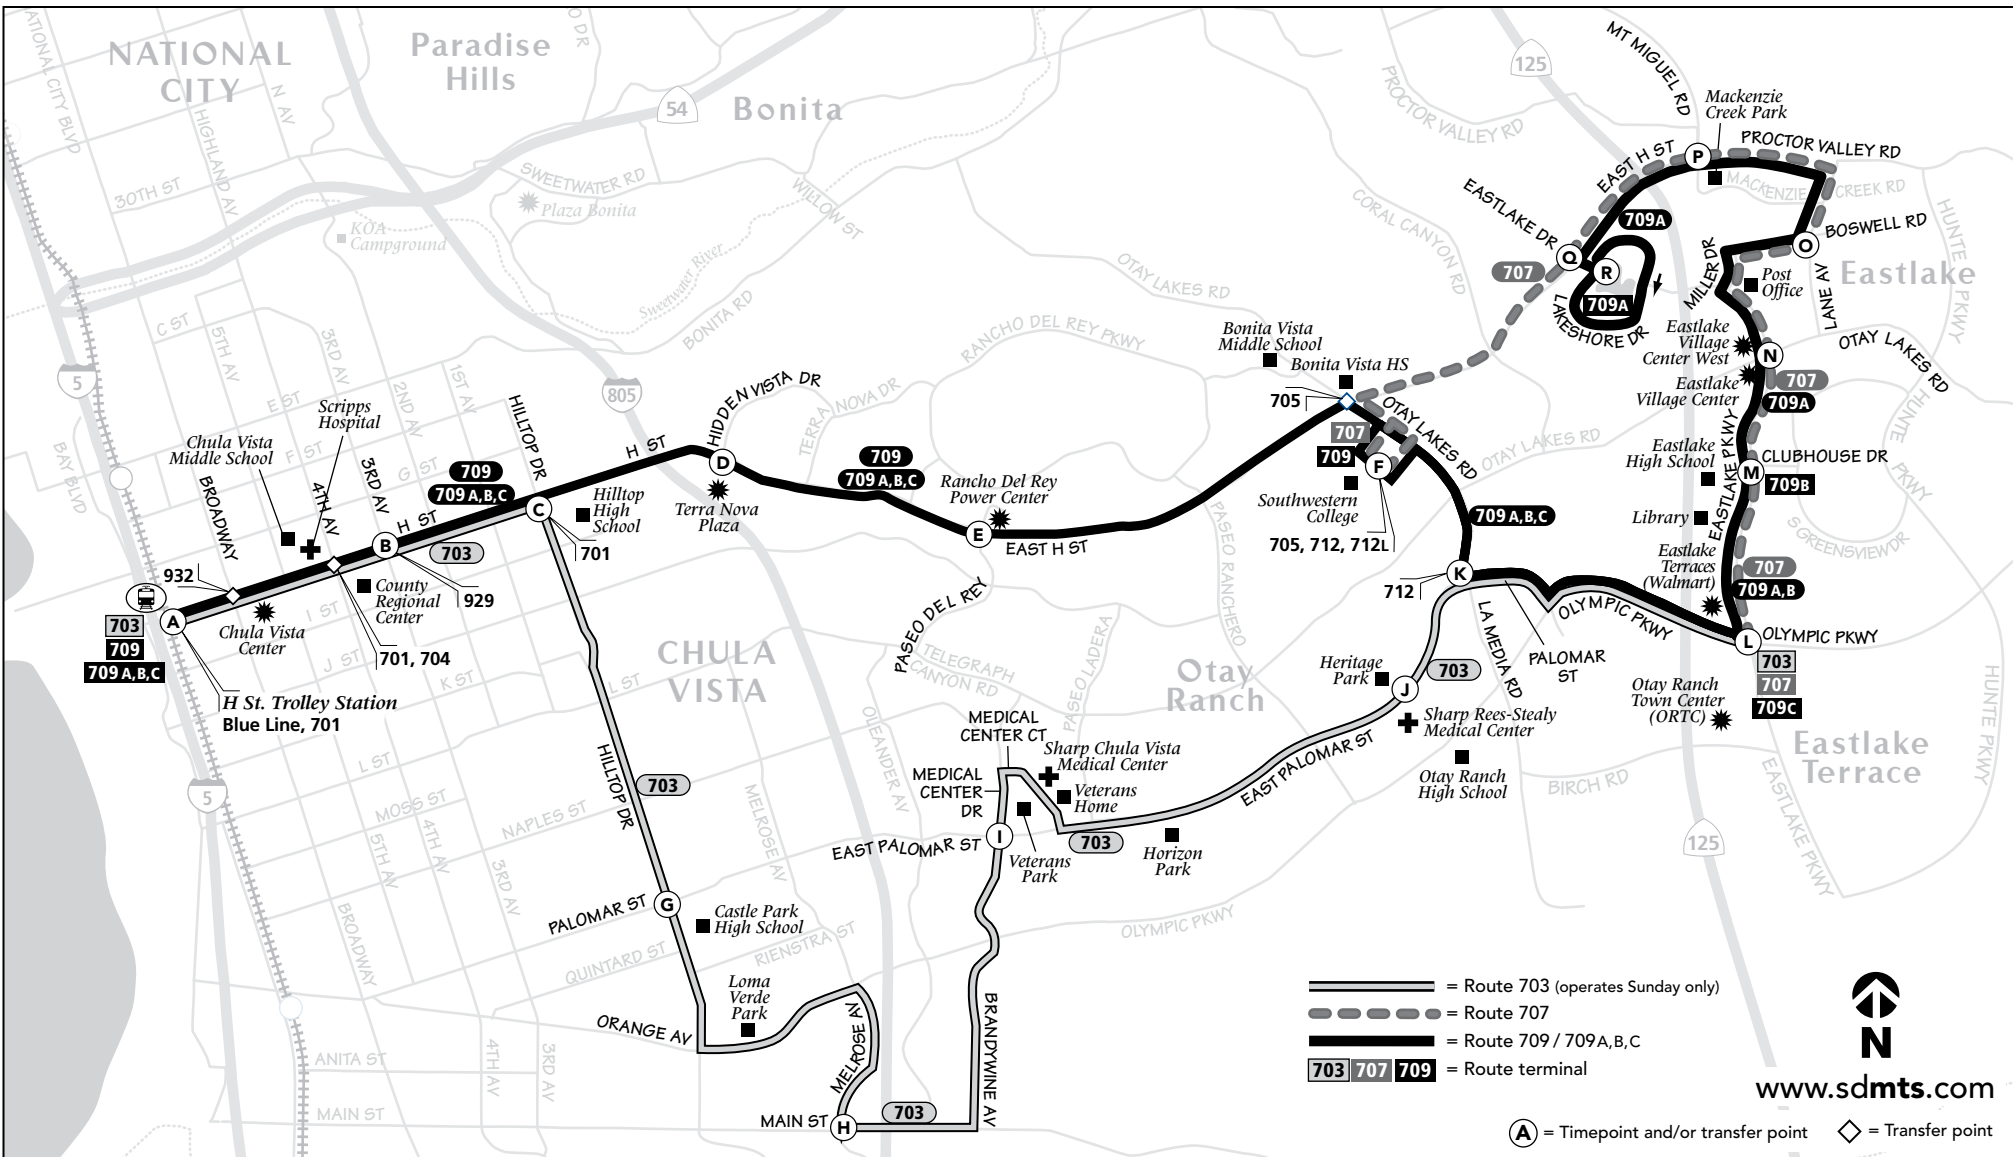 NATIONAL
CITY
Paradise
Hills
Bonita
NATIONAL CITY BLVD
N AV
HIGHLAND AV
30TH ST
54
SWEETWATER RD
Plaza Bonita
KOA
Campground
WILLOW ST
Sweetwater River
BONITA RD
125
MT MIGUEL RD
PROCTOR VALLEY RD
Mackenzie
Creek Park
PROCTOR VALLEY RD
EAST H ST
P
MACKENZIE CREEK RD
EASTLAKE DR
709A
Q
R
707
709A
LAKESHORE DR
HUNTE PKWY
BOSWELL RD
O
MILLER DR
LANE AV
Post
Office
Eastlake
CORAL CANYON RD
OTAY LAKES RD
RANCHO DEL REY PKWY
Eastlake
Village
Center West
N
OTAY LAKES RD
Eastlake
Village Center
707
709A
HUNTE PKWY
C ST
5TH AV
3RD AV
2ND AV
1ST AV
E ST
F ST
G ST
5
805
BAY BLVD
Scripps
Hospital
Chula Vista
Middle School
BROADWAY
4TH AV
3RD AV
H ST
HILLTOP DR
H ST
HIDDEN VISTA DR
TERRA NOVA DR
709
709 A,B,C
C
Hilltop
High
School
701
D
Terra Nova
Plaza
709
709 A,B,C
Rancho Del Rey
Power Center
E
EAST H ST
Bonita Vista
Middle School
Bonita Vista HS
705
707
709
F
OTAY LAKES RD
OTAY LAKES RD
Southwestern
College
705, 712, 712L
709 A,B,C
PASEO RANCHERO
Eastlake
High School
EASTLAKE PKWY
CLUBHOUSE DR
M
709B
Library
EASTLAKE PKWY
S GREENSVIEW DR
Eastlake
Terraces
(Walmart)
707
709 A,B
B
703
932
A
703
709
709 A,B,C
Chula Vista
Center
County
Regional
Center
929
701, 704
I ST
J ST
K ST
L ST
H St. Trolley Station
Blue Line, 701
CHULA
VISTA
PASEO DEL REY
TELEGRAPH
CANYON RD
PASEO LADERA
K
712
LA MEDIA RD
PALOMAR
ST
OLYMPIC PKWY
L
OLYMPIC PKWY
703
707
709C
Otay
Ranch
Heritage
Park
J
703
Sharp Rees-Stealy
Medical Center
Otay Ranch
High School
Otay Ranch
Town Center
(ORTC)
Eastlake
Terrace
HUNTE PKWY
EASTLAKE PKWY
BIRCH RD
125
EAST PALOMAR ST
MEDICAL
CENTER CT
Sharp Chula Vista
Medical Center
MEDICAL
CENTER
DR
Veterans
Home
I
703
Veterans
Park
Horizon
Park
EAST PALOMAR ST
OLEANDER AV
OLYMPIC PKWY
L ST
5
MOSS ST
NAPLES ST
5TH AV
4TH AV
3RD AV
BROADWAY
HILLTOP DR
703
MELROSE AV
PALOMAR ST
G
Castle Park
High School
QUINTARD ST
RIENSTRA ST
Loma
Verde
Park
ORANGE AV
MELROSE AV
BRANDYWINE AV
ANITA ST
4TH AV
3RD AV
MAIN ST
MAIN ST
H
703
= Route 703 (operates Sunday only)
= Route 707
= Route 709 / 709A,B,C
703 707 709 = Route terminal
N
www.sdmts.com
A = Timepoint and/or transfer point
= Transfer point